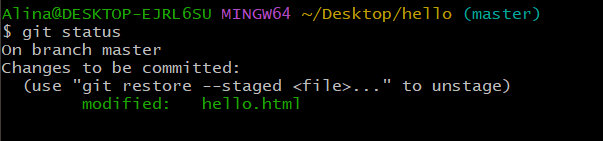 Alina@DESKTOP-EJRL6SU MINGW64 ~/Desktop/hello (master)
$ git status
On branch master
Changes to be committed:
  (use "git restore --staged <file>..." to unstage)
        modified:   hello.html